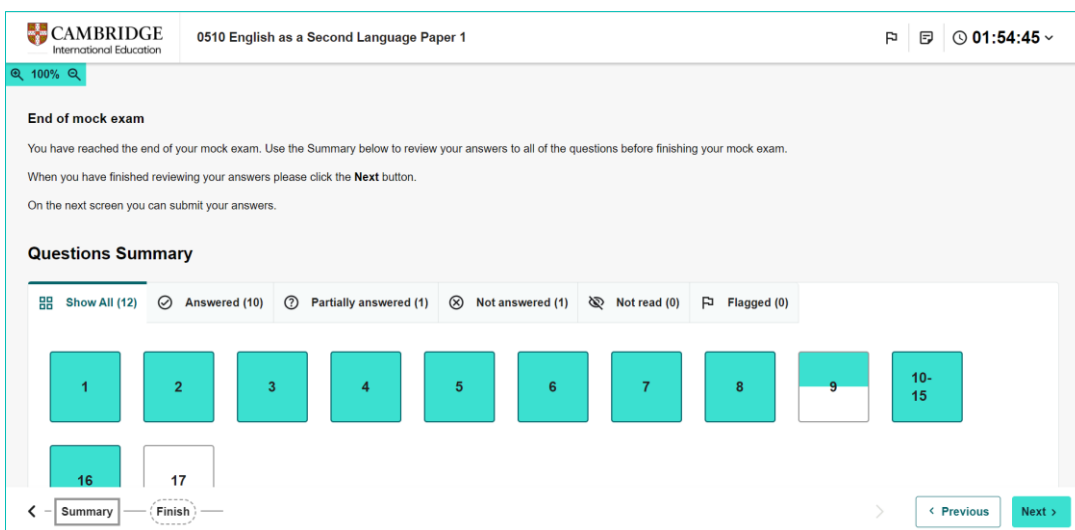 CAMBRIDGE
International Education
0510 English as a Second Language Paper 1
01:54:45
100%
End of mock exam
You have reached the end of your mock exam. Use the Summary below to review your answers to all of the questions before finishing your mock exam.
When you have finished reviewing your answers please click the Next button.
On the next screen you can submit your answers.
Questions Summary
Show All (12) Answered (10) Partially answered (1) Not answered (1) Not read (0) Flagged (0)
1 2 3 4 5 6 7 8 9 10-
15
16 17
Summary Finish Previous Next